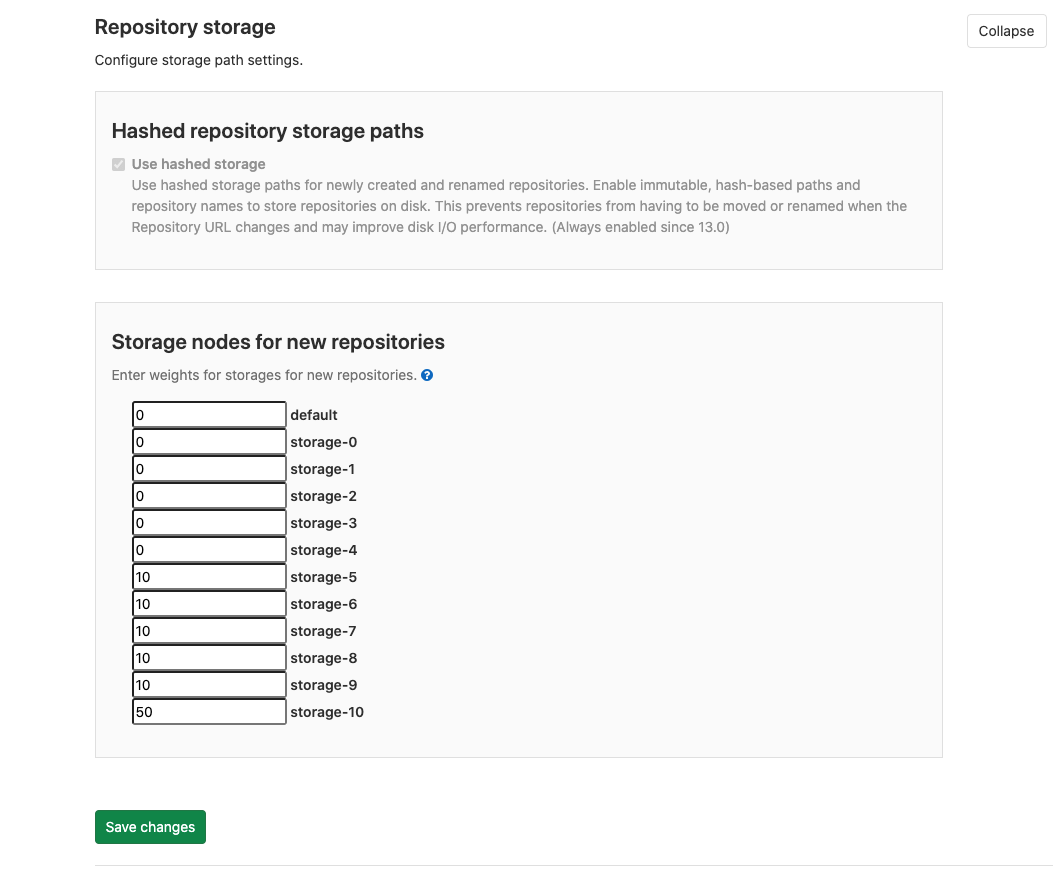 Repository storage
Collapse
Configure storage path settings.
Hashed repository storage paths
Use hashed storage
Use hashed storage paths for newly created and renamed repositories. Enable immutable, hash-based paths and
repository names to store repositories on disk. This prevents repositories from having to be moved or renamed when the
Repository URL changes and may improve disk I/O performance. (Always enabled since 13.0)
Storage nodes for new repositories
Enter weights for storages for new repositories. ?
0 default
0 storage-0
0 storage-1
0 storage-2
0 storage-3
0 storage-4
10 storage-5
10 storage-6
10 storage-7
10 storage-8
10 storage-9
50 storage-10
Save changes